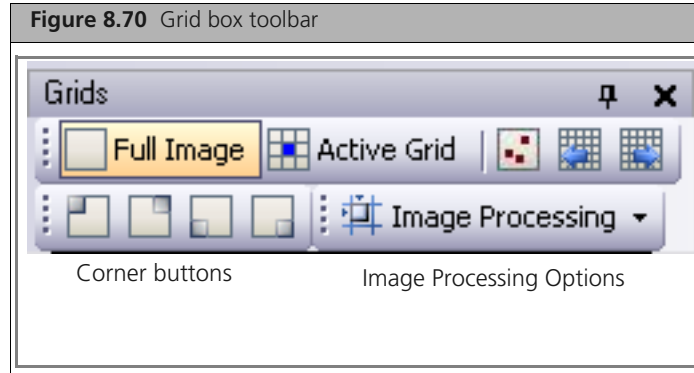 Figure 8.70 Grid box toolbar
Grids
Full Image Active Grid
Image Processing
Corner buttons Image Processing Options